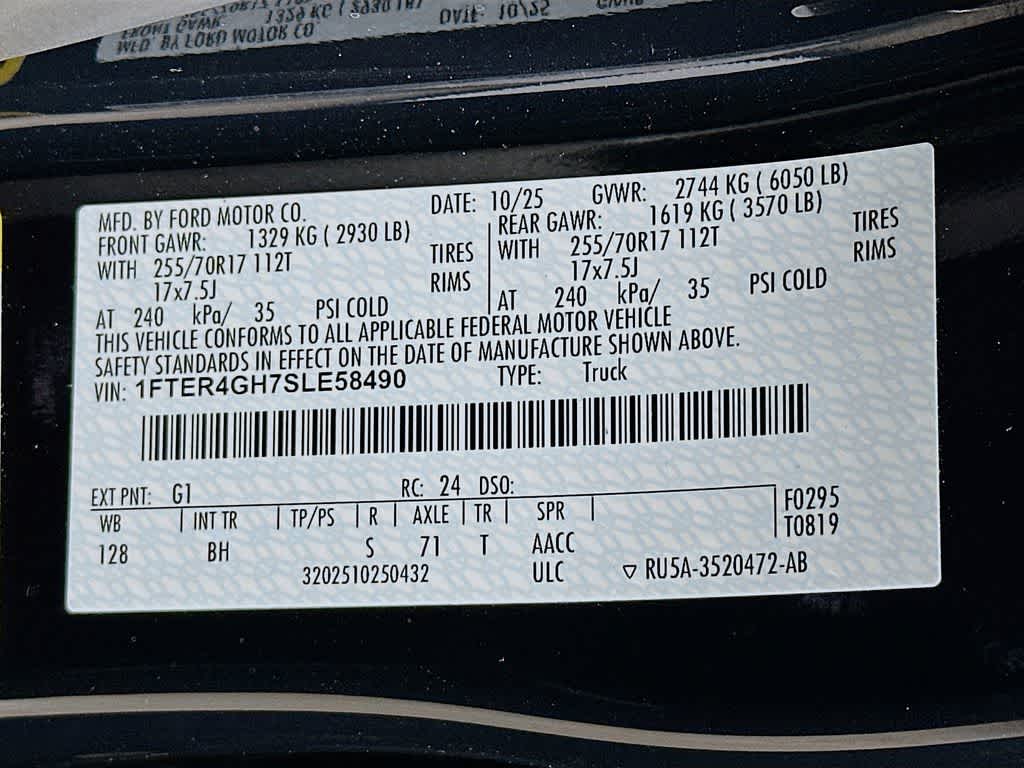 MFD. BY FORD MOTOR CO. DATE: 10/25 GVWR: 2744 KG ( 6050 LB)
FRONT GAWR: 1329 KG ( 2930 LB) REAR GAWR: 1619 KG ( 3570 LB)
WITH 255/70R17 112T TIRES WITH 255/70R17 112T TIRES
17x7.5J RIMS 17x7.5J RIMS
AT 240 kPa/ 35 PSI COLD AT 240 kPa/ 35 PSI COLD
THIS VEHICLE CONFORMS TO ALL APPLICABLE FEDERAL MOTOR VEHICLE
SAFETY STANDARDS IN EFFECT ON THE DATE OF MANUFACTURE SHOWN ABOVE.
VIN: 1FTER4GH7SLE58490 TYPE: Truck
EXT PNT: G1 RC: 24 DSO:
WB | INT TR | TP/PS | R | AXLE | TR | SPR | F0295
T0819
128 BH S 71 T AACC
3202510250432 ULC ▽ RU5A-3520472-AB